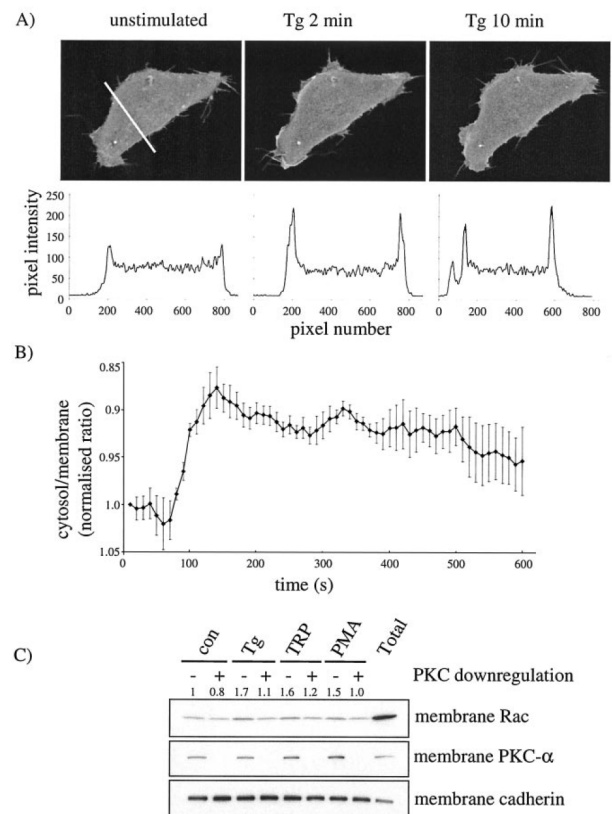 A)
unstimulated Tg 2 min Tg 10 min
pixel intensity
250
200
150
100
50
0
0 200 400 600 800
200 400 600 800
0 200 400 600 800
pixel number
B)
cytosol/membrane
(normalised ratio)
0.85
0.9
0.95
1.0
1.05
0 100 200 300 400 500 600
time (s)
C)
con Tg TRP PMA Total
- + - + - + - + PKC downregulation
1 0.8 1.7 1.1 1.6 1.2 1.5 1.0
membrane Rac
membrane PKC-α
membrane cadherin